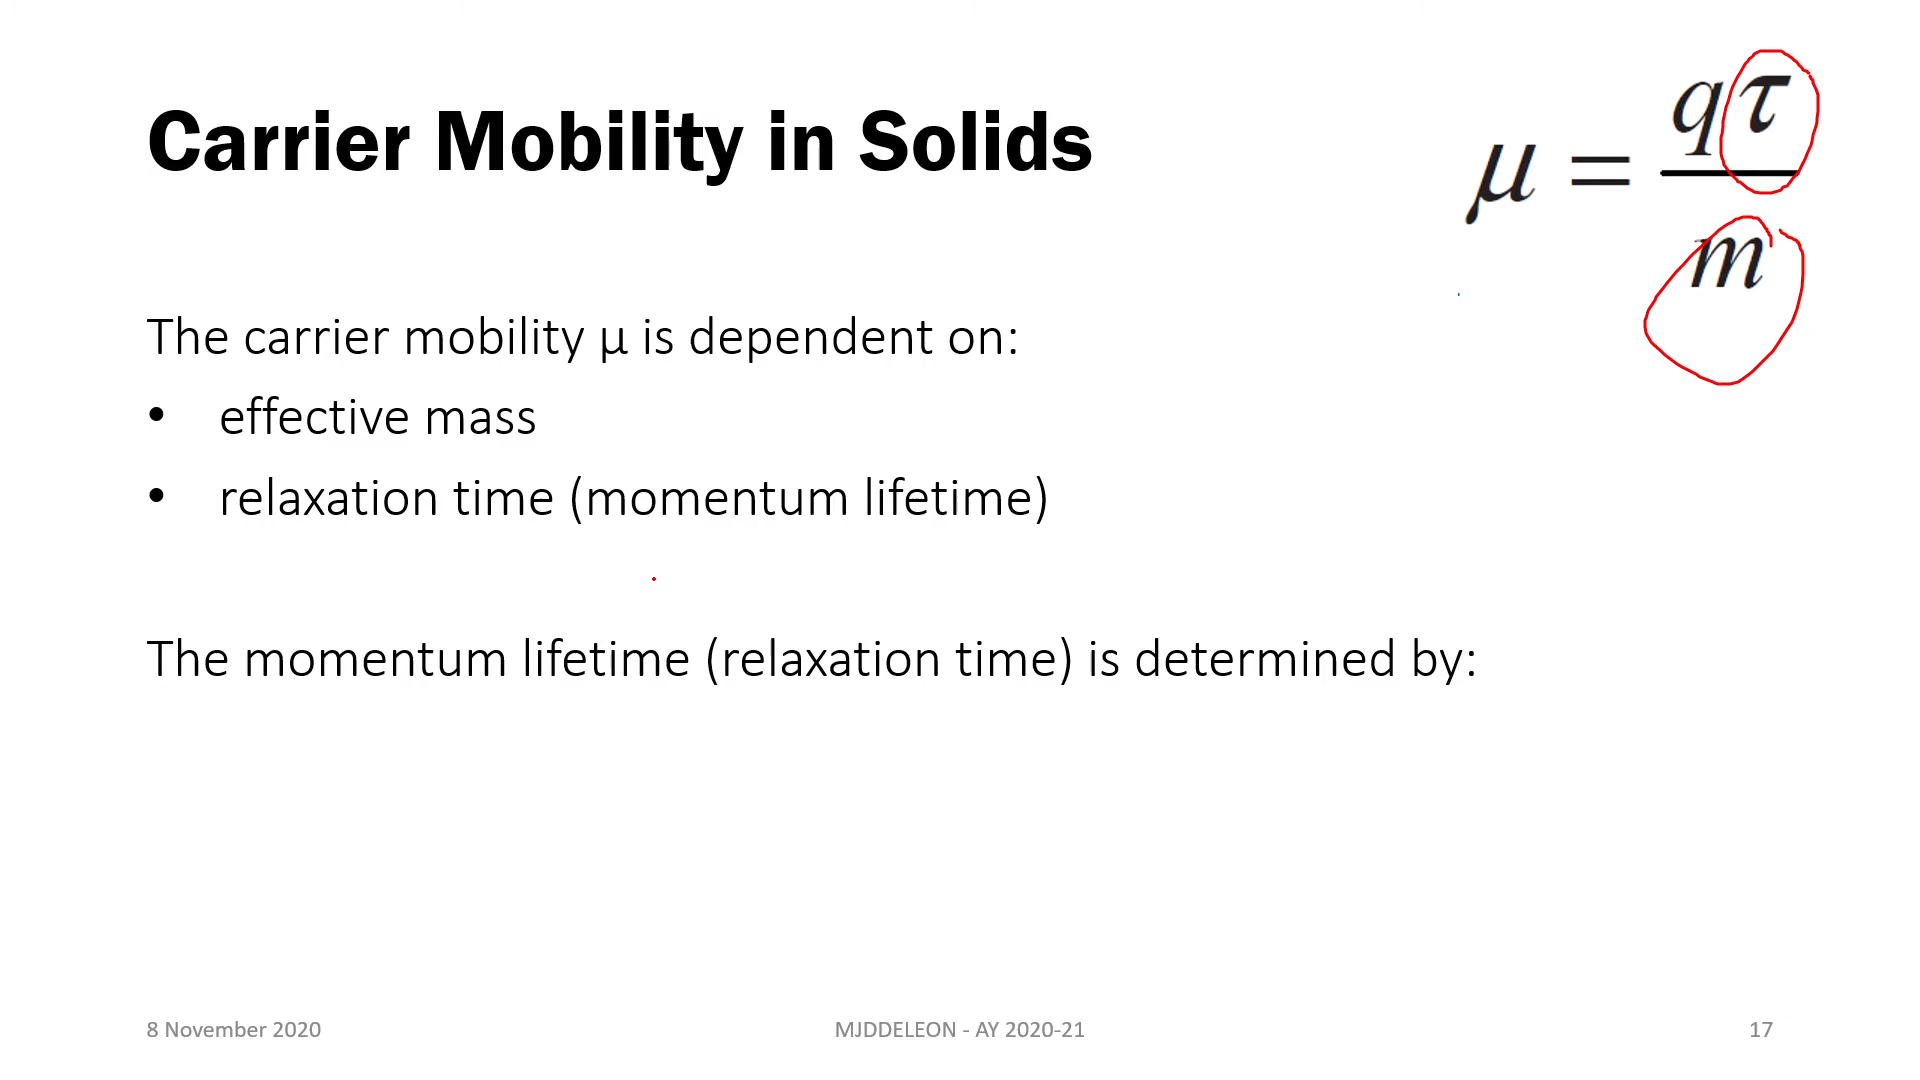 Carrier Mobility in Solids
μ = qτ / m
The carrier mobility μ is dependent on:
• effective mass
• relaxation time (momentum lifetime)
The momentum lifetime (relaxation time) is determined by:
8 November 2020
MJDDELEON - AY 2020-21
17